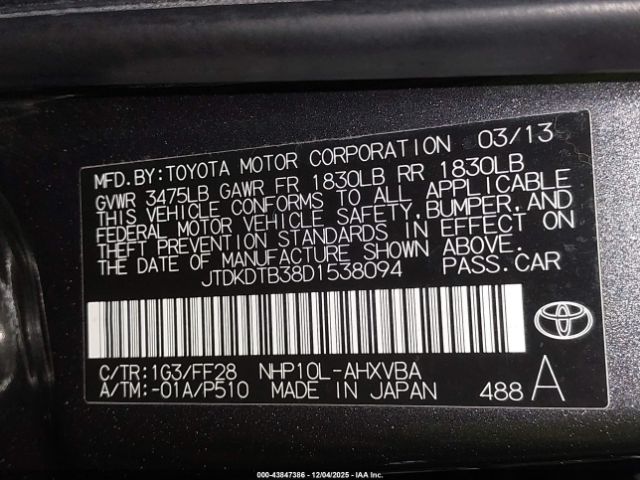 MFD. BY: TOYOTA MOTOR CORPORATION 03/13
GVWR 3475LB GAWR FR 1830LB RR 1830LB
THIS VEHICLE CONFORMS TO ALL APPLICABLE
FEDERAL MOTOR VEHICLE SAFETY, BUMPER, AND
THEFT PREVENTION STANDARDS IN EFFECT ON
THE DATE OF MANUFACTURE SHOWN ABOVE.
JTDKDTB38D1538094 PASS. CAR
C/TR: 1G3/FF28 NHP10L-AHXVBA
A/TM: -01A/P510 MADE IN JAPAN 488 A
000-43847386 - 12/04/2025 - IAA Inc.